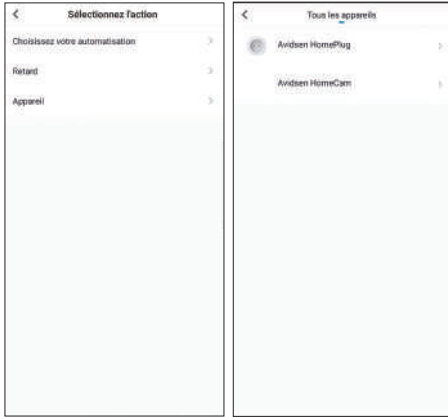 Sélectionnez l'action
Choisissez votre automatisation
Retard
Appareil
Tous les appareils
Avidsen HomePlug
Avidsen HomeCam